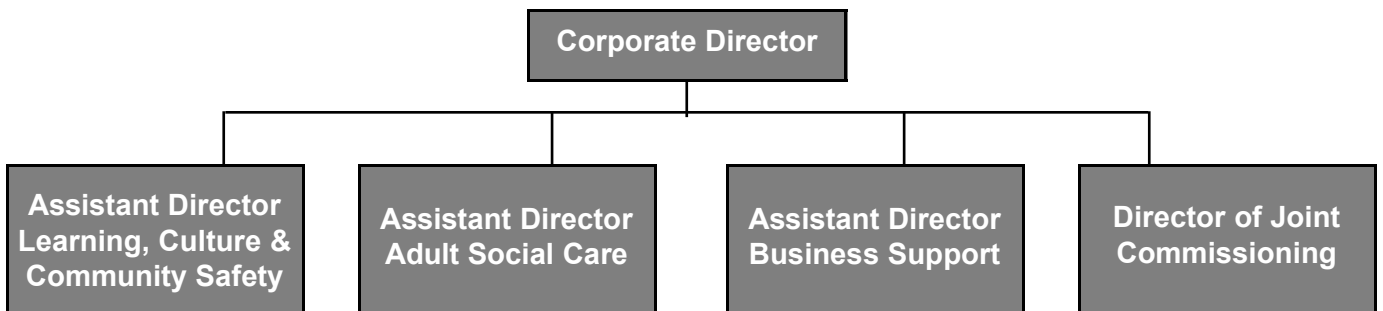 Corporate Director
Assistant Director
Learning, Culture &
Community Safety
Assistant Director
Adult Social Care
Assistant Director
Business Support
Director of Joint
Commissioning